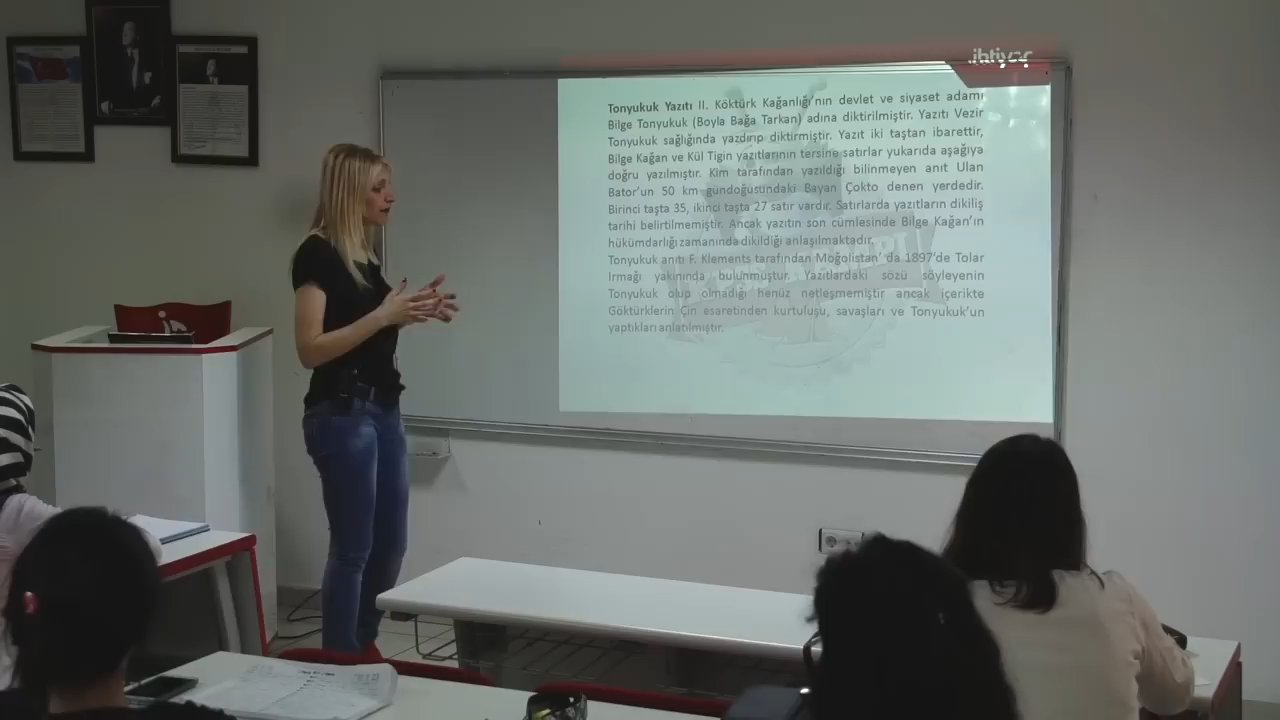 ihtiyaç
Tonyukuk Yazıtı II. Köktürk Kağanlığı'nın devlet ve siyaset adamı
Bilge Tonyukuk (Boyla Bağa Tarkan) adına diktirilmiştir. Yazıtı Vezir
Tonyukuk sağlığında yazdırıp diktirmiştir. Yazıt iki taştan ibarettir,
Bilge Kağan ve Kül Tigin yazıtlarının tersine satırlar yukarıda aşağıya
doğru yazılmıştır. Kim tarafından yazıldığı bilinmeyen anıt Ulan
Bator'un 50 km gündoğusundaki Bayan Çokto denen yerdedir.
Birinci taşta 35, ikinci taşta 27 satır vardır. Satırlarda yazıtların dikiliş
tarihi belirtilmemiştir. Ancak yazıtın son cümlesinde Bilge Kağan'ın
hükümdarlığı zamanında dikildiği anlaşılmaktadır.
Tonyukuk anıtı F. Klements tarafından Moğolistan' da 1897'de Tolar
Irmağı yakınında bulunmuştur. Yazıtlardaki sözü söyleyenin
Tonyukuk olup olmadığı henüz netleşmemiştir ancak içerikte
Göktürklerin Çin esaretinden kurtuluşu, savaşları ve Tonyukuk'un
yaptıkları anlatılmıştır.